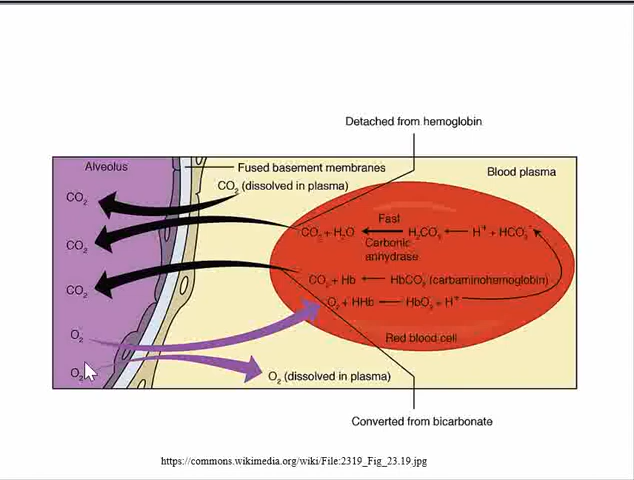 Detached from hemoglobin
Alveolus
Fused basement membranes
Blood plasma
CO₂ (dissolved in plasma)
CO₂
Fast
CO₂ + H₂O ← H₂CO₃ ← H⁺ + HCO₃⁻
Carbonic
anhydrase
CO₂
CO₂ + Hb ← HbCO₂ (carbaminohemoglobin)
CO₂
O₂ + HHb ← HbO₂ + H⁺
O₂
Red blood cell
O₂
O₂ (dissolved in plasma)
Converted from bicarbonate
https://commons.wikimedia.org/wiki/File:2319_Fig_23.19.jpg